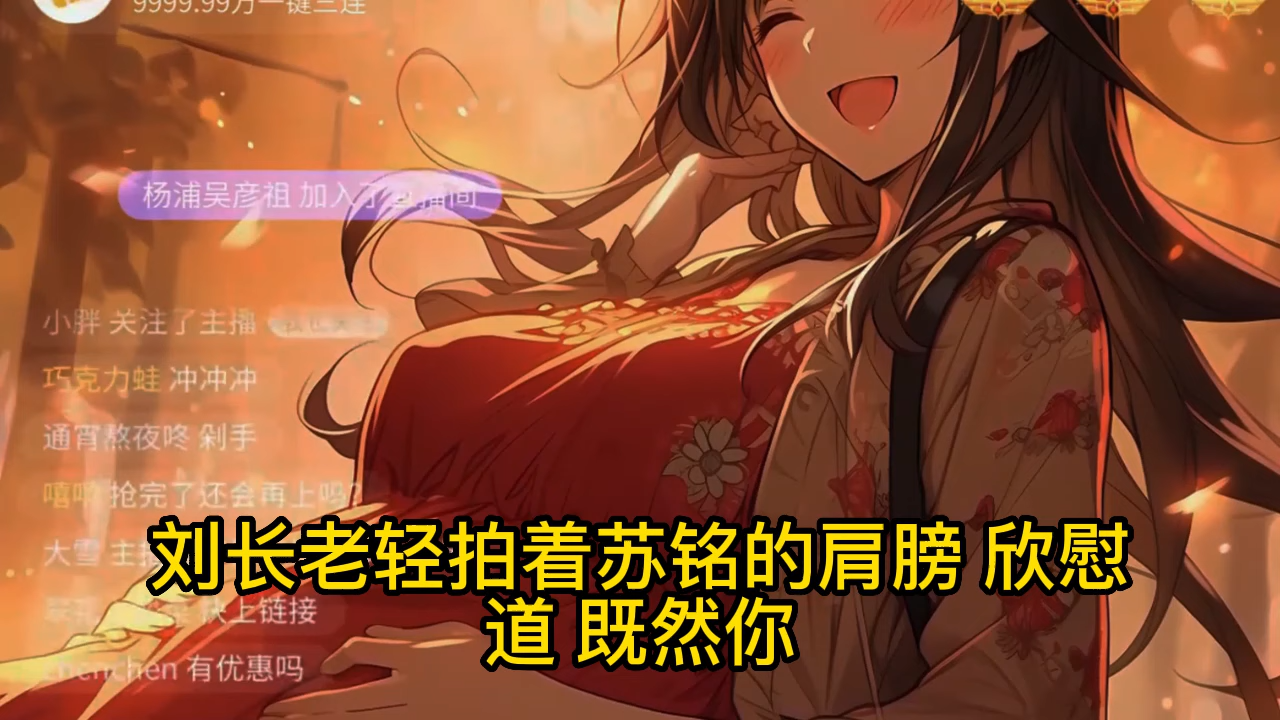 9999.99万一键三连
杨浦吴彦祖 加入了直播间
小胖 关注了主播
巧克力蛙 冲冲冲
通宵熬夜咚 剁手
嘻嘻 抢完了还会再上吗?
大雪 主播
快上链接
chenchen 有优惠吗
刘长老轻拍着苏铭的肩膀 欣慰
道 既然你